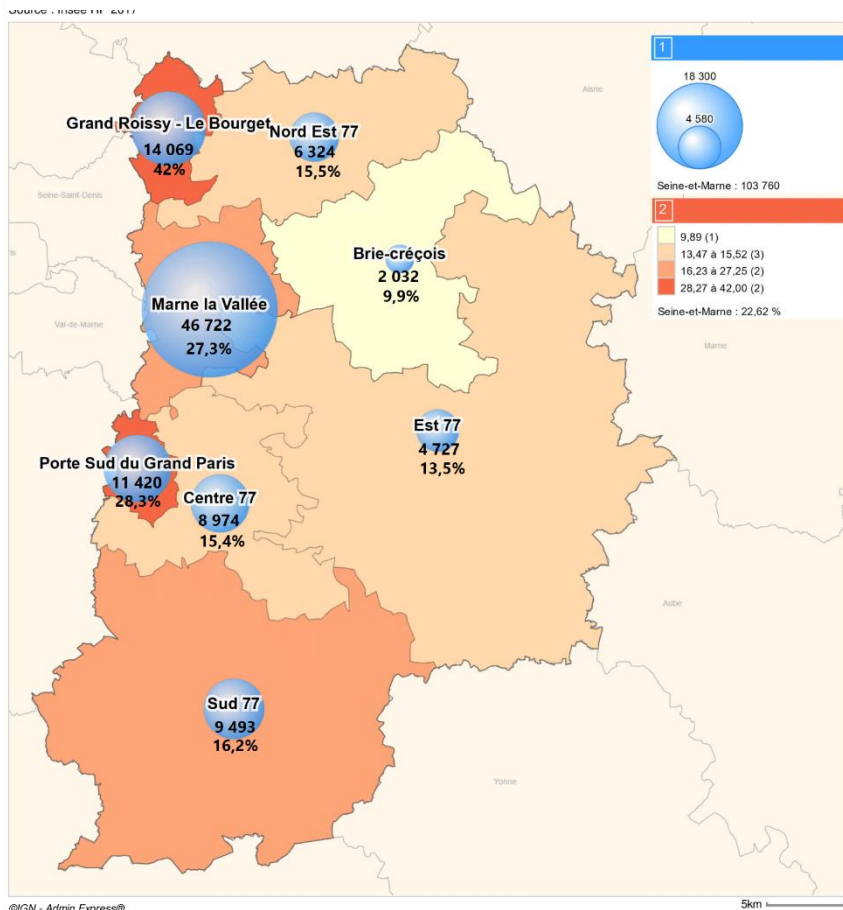 Source : Insee RP 2017
1
18 300
4 580
Seine-et-Marne : 103 760
2
9,89 (1)
13,47 à 15,52 (3)
16,23 à 27,25 (2)
28,27 à 42,00 (2)
Seine-et-Marne : 22,62 %
Aisne
Grand Roissy - Le Bourget
14 069
42%
Nord Est 77
6 324
15,5%
Seine-Saint-Denis
Brie-créçois
2 032
9,9%
Marne la Vallée
46 722
27,3%
Val-de-Marne
Marne
Est 77
4 727
13,5%
Porte Sud du Grand Paris
11 420
28,3%
Centre 77
8 974
15,4%
Aube
Sud 77
9 493
16,2%
Yonne
©IGN - Admin Express®
5km